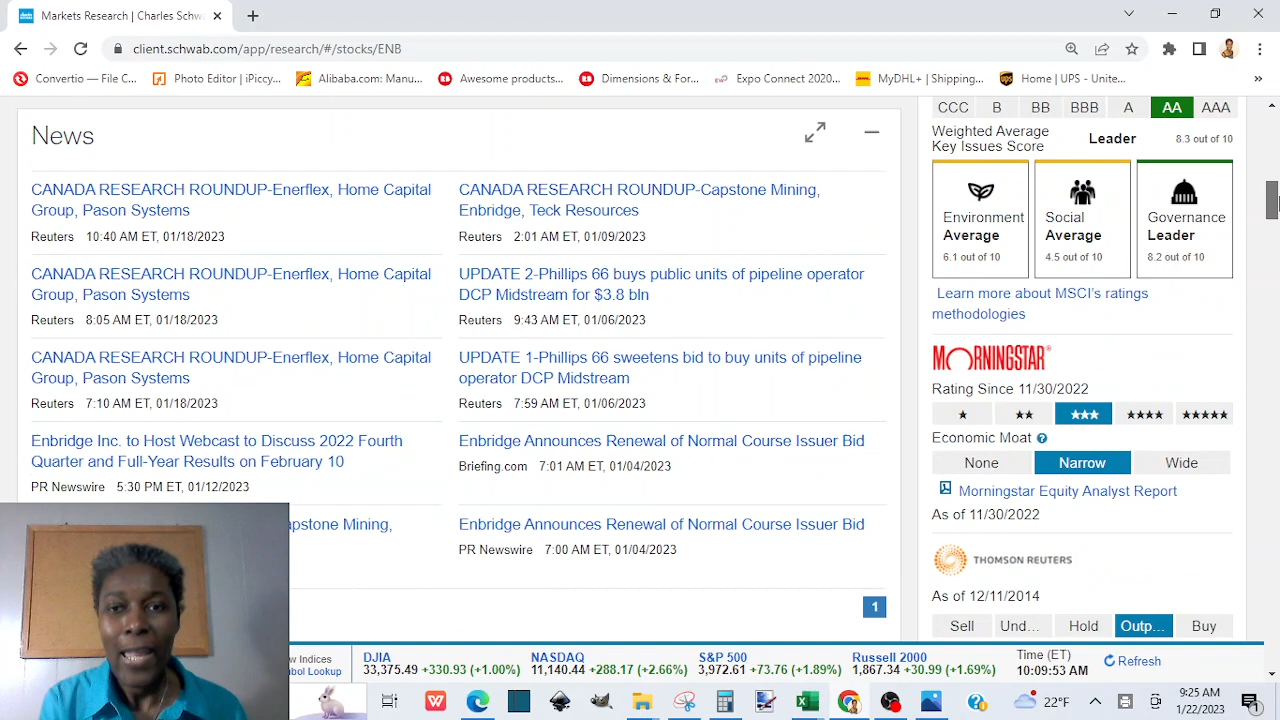 Markets Research | Charles Schw
client.schwab.com/app/research/#/stocks/ENB
Convertio — File C...
Photo Editor | iPiccy...
Alibaba.com: Manu...
Awesome products...
Dimensions & For...
Expo Connect 2020...
MyDHL+ | Shipping...
Home | UPS - Unite...
»
News
CANADA RESEARCH ROUNDUP-Enerflex, Home Capital
Group, Pason Systems
Reuters 10:40 AM ET, 01/18/2023
CANADA RESEARCH ROUNDUP-Enerflex, Home Capital
Group, Pason Systems
Reuters 8:05 AM ET, 01/18/2023
CANADA RESEARCH ROUNDUP-Enerflex, Home Capital
Group, Pason Systems
Reuters 7:10 AM ET, 01/18/2023
Enbridge Inc. to Host Webcast to Discuss 2022 Fourth
Quarter and Full-Year Results on February 10
PR Newswire 5:30 PM ET, 01/12/2023
apstone Mining,
CANADA RESEARCH ROUNDUP-Capstone Mining,
Enbridge, Teck Resources
Reuters 2:01 AM ET, 01/09/2023
UPDATE 2-Phillips 66 buys public units of pipeline operator
DCP Midstream for $3.8 bln
Reuters 9:43 AM ET, 01/06/2023
UPDATE 1-Phillips 66 sweetens bid to buy units of pipeline
operator DCP Midstream
Reuters 7:59 AM ET, 01/06/2023
Enbridge Announces Renewal of Normal Course Issuer Bid
Briefing.com 7:01 AM ET, 01/04/2023
Enbridge Announces Renewal of Normal Course Issuer Bid
PR Newswire 7:00 AM ET, 01/04/2023
1
CCC B BB BBB A AA AAA
Weighted Average
Key Issues Score
Leader 8.3 out of 10
Environment
Average
6.1 out of 10
Social
Average
4.5 out of 10
Governance
Leader
8.2 out of 10
Learn more about MSCI's ratings
methodologies
MORNINGSTAR®
Rating Since 11/30/2022
★ ★★ ★★★ ★★★★ ★★★★★
Economic Moat ?
None Narrow Wide
Morningstar Equity Analyst Report
As of 11/30/2022
THOMSON REUTERS
As of 12/11/2014
Sell Und... Hold Outp... Buy
w Indices
bol Lookup
DJIA
33,375.49 +330.93 (+1.00%)
NASDAQ
11,140.44 +288.17 (+2.66%)
S&P 500
3,972.61 +73.76 (+1.89%)
Russell 2000
1,867.34 +30.99 (+1.69%)
Time (ET)
10:09:53 AM
Refresh
22°F
9:25 AM
1/22/2023